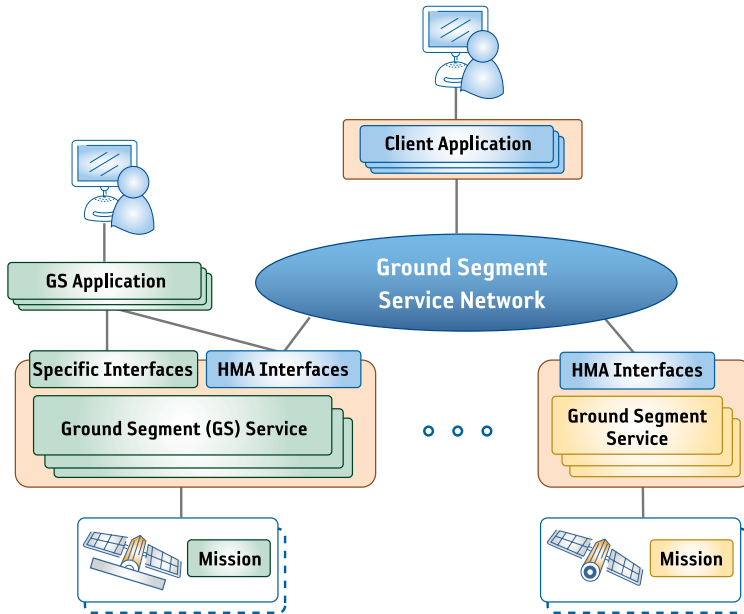 Client Application
Ground Segment
Service Network
GS Application
Specific Interfaces
HMA Interfaces
HMA Interfaces
Ground Segment (GS) Service
Ground Segment
Service
Mission
Mission